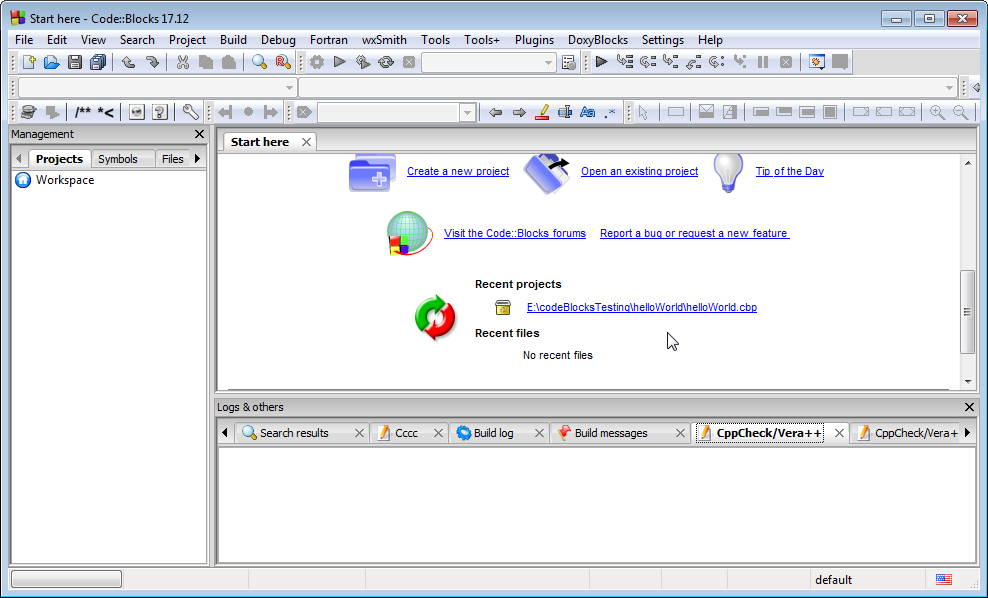 Start here - Code::Blocks 17.12
File Edit View Search Project Build Debug Fortran wxSmith Tools Tools+ Plugins DoxyBlocks Settings Help
/** *<
Aa .*
Management
Projects Symbols Files
Start here
Workspace
Create a new project Open an existing project Tip of the Day
Visit the Code::Blocks forums Report a bug or request a new feature
Recent projects
E:\codeBlocksTesting\helloWorld\helloWorld.cbp
Recent files
No recent files
Logs & others
Search results Cccc Build log Build messages CppCheck/Vera++ CppCheck/Vera+
default